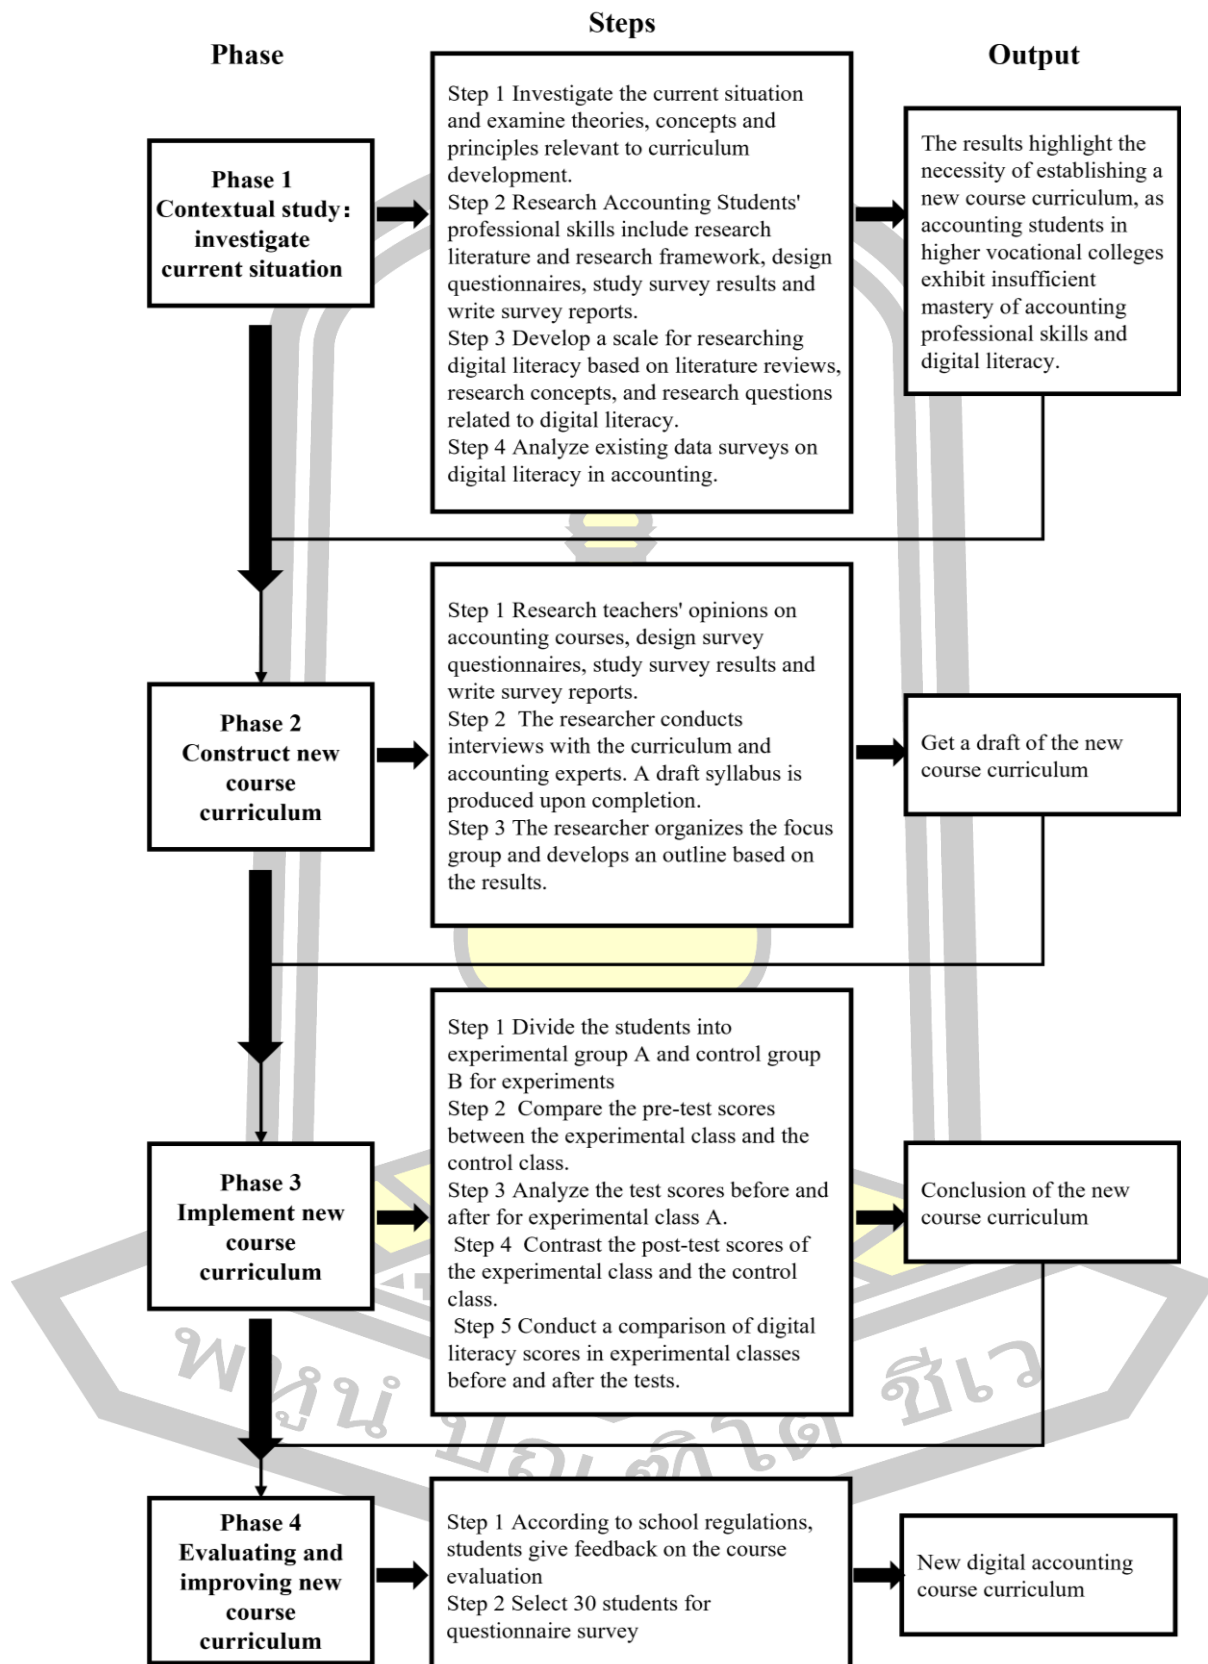 Steps
Phase
Output
Phase 1
Contextual study：
investigate
current situation
Step 1 Investigate the current situation
and examine theories, concepts and
principles relevant to curriculum
development.
Step 2 Research Accounting Students'
professional skills include research
literature and research framework, design
questionnaires, study survey results and
write survey reports.
Step 3 Develop a scale for researching
digital literacy based on literature reviews,
research concepts, and research questions
related to digital literacy.
Step 4 Analyze existing data surveys on
digital literacy in accounting.
The results highlight the
necessity of establishing a
new course curriculum, as
accounting students in
higher vocational colleges
exhibit insufficient
mastery of accounting
professional skills and
digital literacy.
Phase 2
Construct new
course
curriculum
Step 1 Research teachers' opinions on
accounting courses, design survey
questionnaires, study survey results and
write survey reports.
Step 2  The researcher conducts
interviews with the curriculum and
accounting experts. A draft syllabus is
produced upon completion.
Step 3 The researcher organizes the focus
group and develops an outline based on
the results.
Get a draft of the new
course curriculum
Phase 3
Implement new
course
curriculum
Step 1 Divide the students into
experimental group A and control group
B for experiments
Step 2  Compare the pre-test scores
between the experimental class and the
control class.
Step 3 Analyze the test scores before and
after for experimental class A.
Step 4  Contrast the post-test scores of
the experimental class and the control
class.
Step 5 Conduct a comparison of digital
literacy scores in experimental classes
before and after the tests.
Conclusion of the new
course curriculum
พหูนํ ปณฺฑิโต ชีเว
Phase 4
Evaluating and
improving new
course
curriculum
Step 1 According to school regulations,
students give feedback on the course
evaluation
Step 2 Select 30 students for
questionnaire survey
New digital accounting
course curriculum